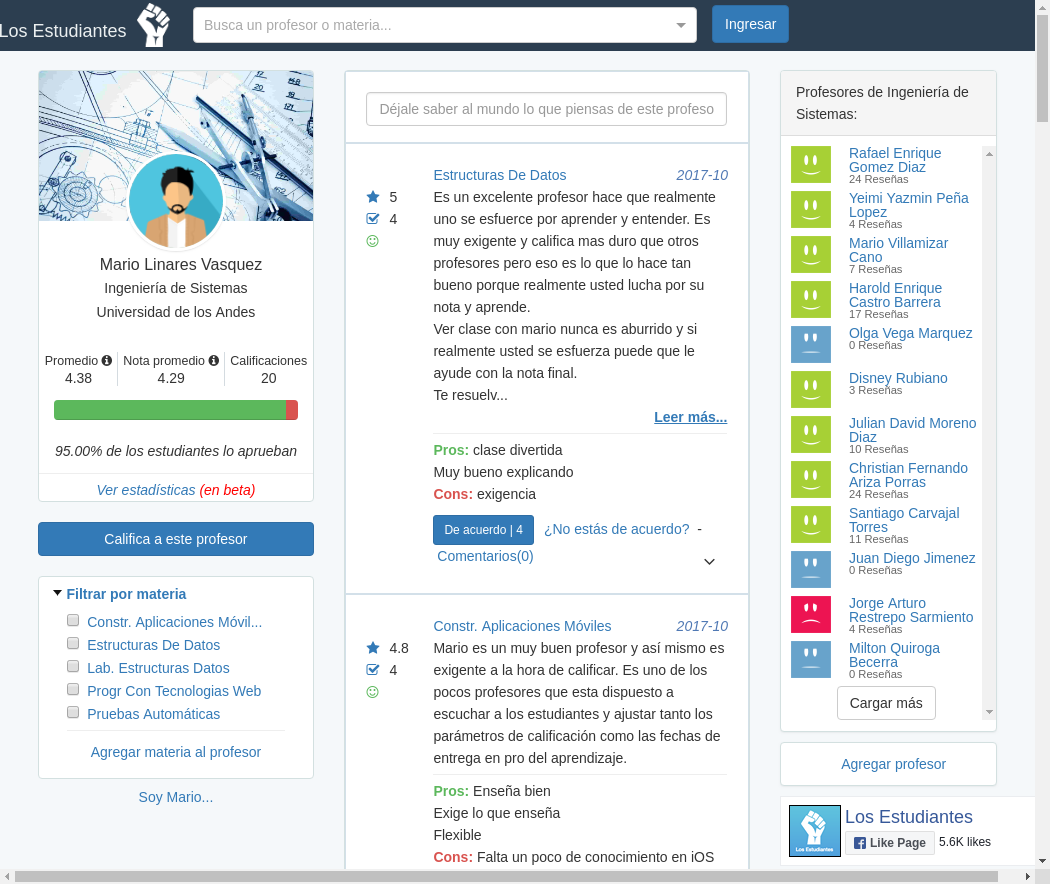 Los Estudiantes
Busca un profesor o materia...
Ingresar
Mario Linares Vasquez
Ingeniería de Sistemas
Universidad de los Andes
Promedio
4.38
Nota promedio
4.29
Calificaciones
20
95.00% de los estudiantes lo aprueban
Ver estadísticas (en beta)
Califica a este profesor
Filtrar por materia
Constr. Aplicaciones Móvil...
Estructuras De Datos
Lab. Estructuras Datos
Progr Con Tecnologias Web
Pruebas Automáticas
Agregar materia al profesor
Soy Mario...
Déjale saber al mundo lo que piensas de este profeso
Estructuras De Datos 2017-10
5
4
Es un excelente profesor hace que realmente
uno se esfuerce por aprender y entender. Es
muy exigente y califica mas duro que otros
profesores pero eso es lo que lo hace tan
bueno porque realmente usted lucha por su
nota y aprende.
Ver clase con mario nunca es aburrido y si
realmente usted se esfuerza puede que le
ayude con la nota final.
Te resuelv...
Leer más...
Pros: clase divertida
Muy bueno explicando
Cons: exigencia
De acuerdo | 4 ¿No estás de acuerdo? -
Comentarios(0)
Constr. Aplicaciones Móviles 2017-10
4.8
4
Mario es un muy buen profesor y así mismo es
exigente a la hora de calificar. Es uno de los
pocos profesores que esta dispuesto a
escuchar a los estudiantes y ajustar tanto los
parámetros de calificación como las fechas de
entrega en pro del aprendizaje.
Pros: Enseña bien
Exige lo que enseña
Flexible
Cons: Falta un poco de conocimiento en iOS
Profesores de Ingeniería de
Sistemas:
Rafael Enrique
Gomez Diaz
24 Reseñas
Yeimi Yazmin Peña
Lopez
4 Reseñas
Mario Villamizar
Cano
7 Reseñas
Harold Enrique
Castro Barrera
17 Reseñas
Olga Vega Marquez
0 Reseñas
Disney Rubiano
3 Reseñas
Julian David Moreno
Diaz
10 Reseñas
Christian Fernando
Ariza Porras
24 Reseñas
Santiago Carvajal
Torres
11 Reseñas
Juan Diego Jimenez
0 Reseñas
Jorge Arturo
Restrepo Sarmiento
4 Reseñas
Milton Quiroga
Becerra
0 Reseñas
Cargar más
Agregar profesor
Los Estudiantes
Los Estudiantes
Like Page 5.6K likes